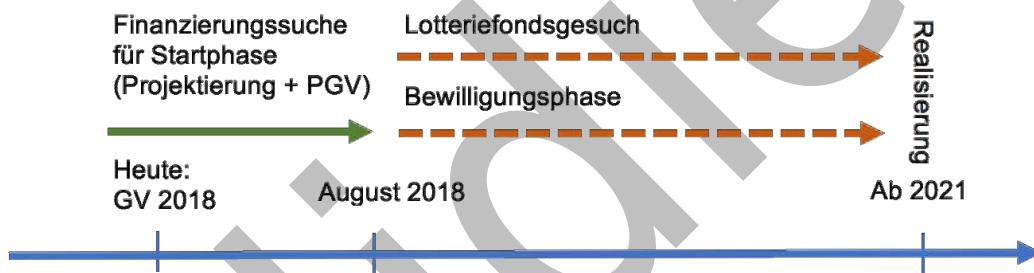 Finanzierungssuche
für Startphase
(Projektierung + PGV)
Lotteriefondsgesuch
Bewilligungsphase
Realisierung
Heute:
GV 2018
August 2018
Ab 2021